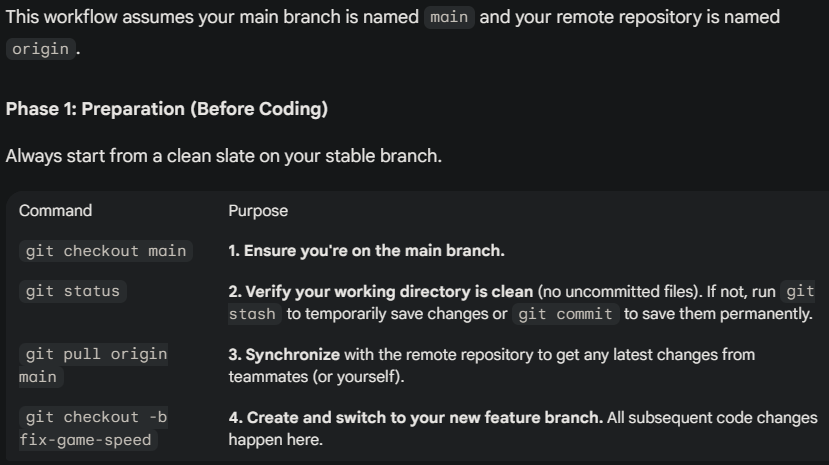 This workflow assumes your main branch is named main and your remote repository is named
origin .
Phase 1: Preparation (Before Coding)
Always start from a clean slate on your stable branch.
Command Purpose
git checkout main 1. Ensure you're on the main branch.
git status 2. Verify your working directory is clean (no uncommitted files). If not, run git
stash to temporarily save changes or git commit to save them permanently.
git pull origin 3. Synchronize with the remote repository to get any latest changes from
main teammates (or yourself).
git checkout -b 4. Create and switch to your new feature branch. All subsequent code changes
fix-game-speed happen here.